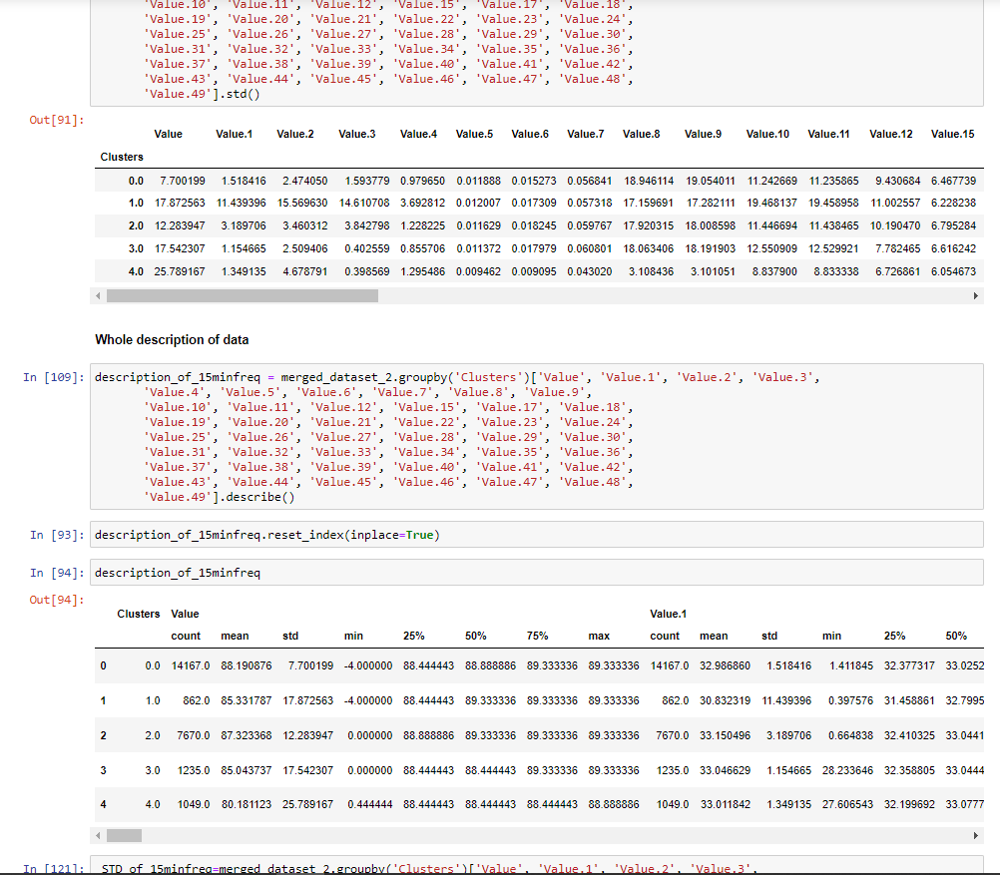 'Value.10', 'Value.11', 'Value.12', 'Value.15', 'Value.17', 'Value.18',
'Value.19', 'Value.20', 'Value.21', 'Value.22', 'Value.23', 'Value.24',
'Value.25', 'Value.26', 'Value.27', 'Value.28', 'Value.29', 'Value.30',
'Value.31', 'Value.32', 'Value.33', 'Value.34', 'Value.35', 'Value.36',
'Value.37', 'Value.38', 'Value.39', 'Value.40', 'Value.41', 'Value.42',
'Value.43', 'Value.44', 'Value.45', 'Value.46', 'Value.47', 'Value.48',
'Value.49'].std()
Out[91]:
Value Value.1 Value.2 Value.3 Value.4 Value.5 Value.6 Value.7 Value.8 Value.9 Value.10 Value.11 Value.12 Value.15
Clusters
0.0 7.700199 1.518416 2.474050 1.593779 0.979650 0.011888 0.015273 0.056841 18.946114 19.054011 11.242669 11.235865 9.430684 6.467739
1.0 17.872563 11.439396 15.569630 14.610708 3.692812 0.012007 0.017309 0.057318 17.159691 17.282111 19.468137 19.458958 11.002557 6.228238
2.0 12.283947 3.189706 3.460312 3.842798 1.228225 0.011629 0.018245 0.059767 17.920315 18.008598 11.446694 11.438465 10.190470 6.795284
3.0 17.542307 1.154665 2.509406 0.402559 0.855706 0.011372 0.017979 0.060801 18.063406 18.191903 12.550909 12.529921 7.782465 6.616242
4.0 25.789167 1.349135 4.678791 0.398569 1.295486 0.009462 0.009095 0.043020 3.108436 3.101051 8.837900 8.833338 6.726861 6.054673
Whole description of data
In [109]: description_of_15minfreq = merged_dataset_2.groupby('Clusters')['Value', 'Value.1', 'Value.2', 'Value.3',
'Value.4', 'Value.5', 'Value.6', 'Value.7', 'Value.8', 'Value.9',
'Value.10', 'Value.11', 'Value.12', 'Value.15', 'Value.17', 'Value.18',
'Value.19', 'Value.20', 'Value.21', 'Value.22', 'Value.23', 'Value.24',
'Value.25', 'Value.26', 'Value.27', 'Value.28', 'Value.29', 'Value.30',
'Value.31', 'Value.32', 'Value.33', 'Value.34', 'Value.35', 'Value.36',
'Value.37', 'Value.38', 'Value.39', 'Value.40', 'Value.41', 'Value.42',
'Value.43', 'Value.44', 'Value.45', 'Value.46', 'Value.47', 'Value.48',
'Value.49'].describe()
In [93]: description_of_15minfreq.reset_index(inplace=True)
In [94]: description_of_15minfreq
Out[94]:
Clusters Value Value.1
count mean std min 25% 50% 75% max count mean std min 25% 50%
0 0.0 14167.0 88.190876 7.700199 -4.000000 88.444443 88.888886 89.333336 89.333336 14167.0 32.986860 1.518416 1.411845 32.377317 33.0252
1 1.0 862.0 85.331787 17.872563 -4.000000 88.444443 89.333336 89.333336 89.333336 862.0 30.832319 11.439396 0.397576 31.458861 32.7995
2 2.0 7670.0 87.323368 12.283947 0.000000 88.888886 89.333336 89.333336 89.333336 7670.0 33.150496 3.189706 0.664838 32.410325 33.0441
3 3.0 1235.0 85.043737 17.542307 0.000000 88.444443 88.444443 89.333336 89.333336 1235.0 33.046629 1.154665 28.233646 32.358805 33.0444
4 4.0 1049.0 80.181123 25.789167 0.444444 88.444443 88.444443 88.444443 88.888886 1049.0 33.011842 1.349135 27.606543 32.199692 33.0777
In [121]: STD_of_15minfreq=merged_dataset_2.groupby('Clusters')['Value', 'Value.1', 'Value.2', 'Value.3',